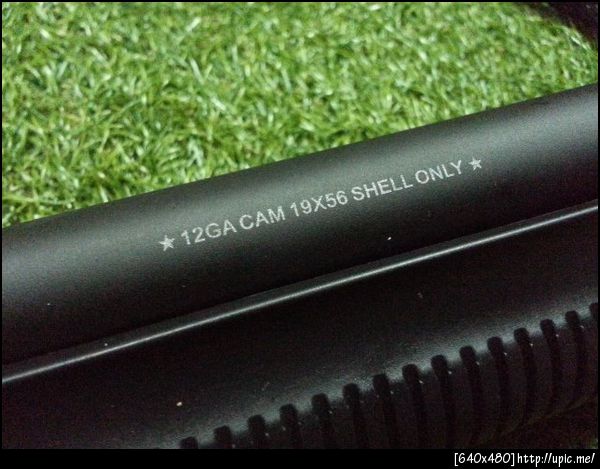 ★ 12GA CAM 19X56 SHELL ONLY ★
[640x480]http://upic.me/